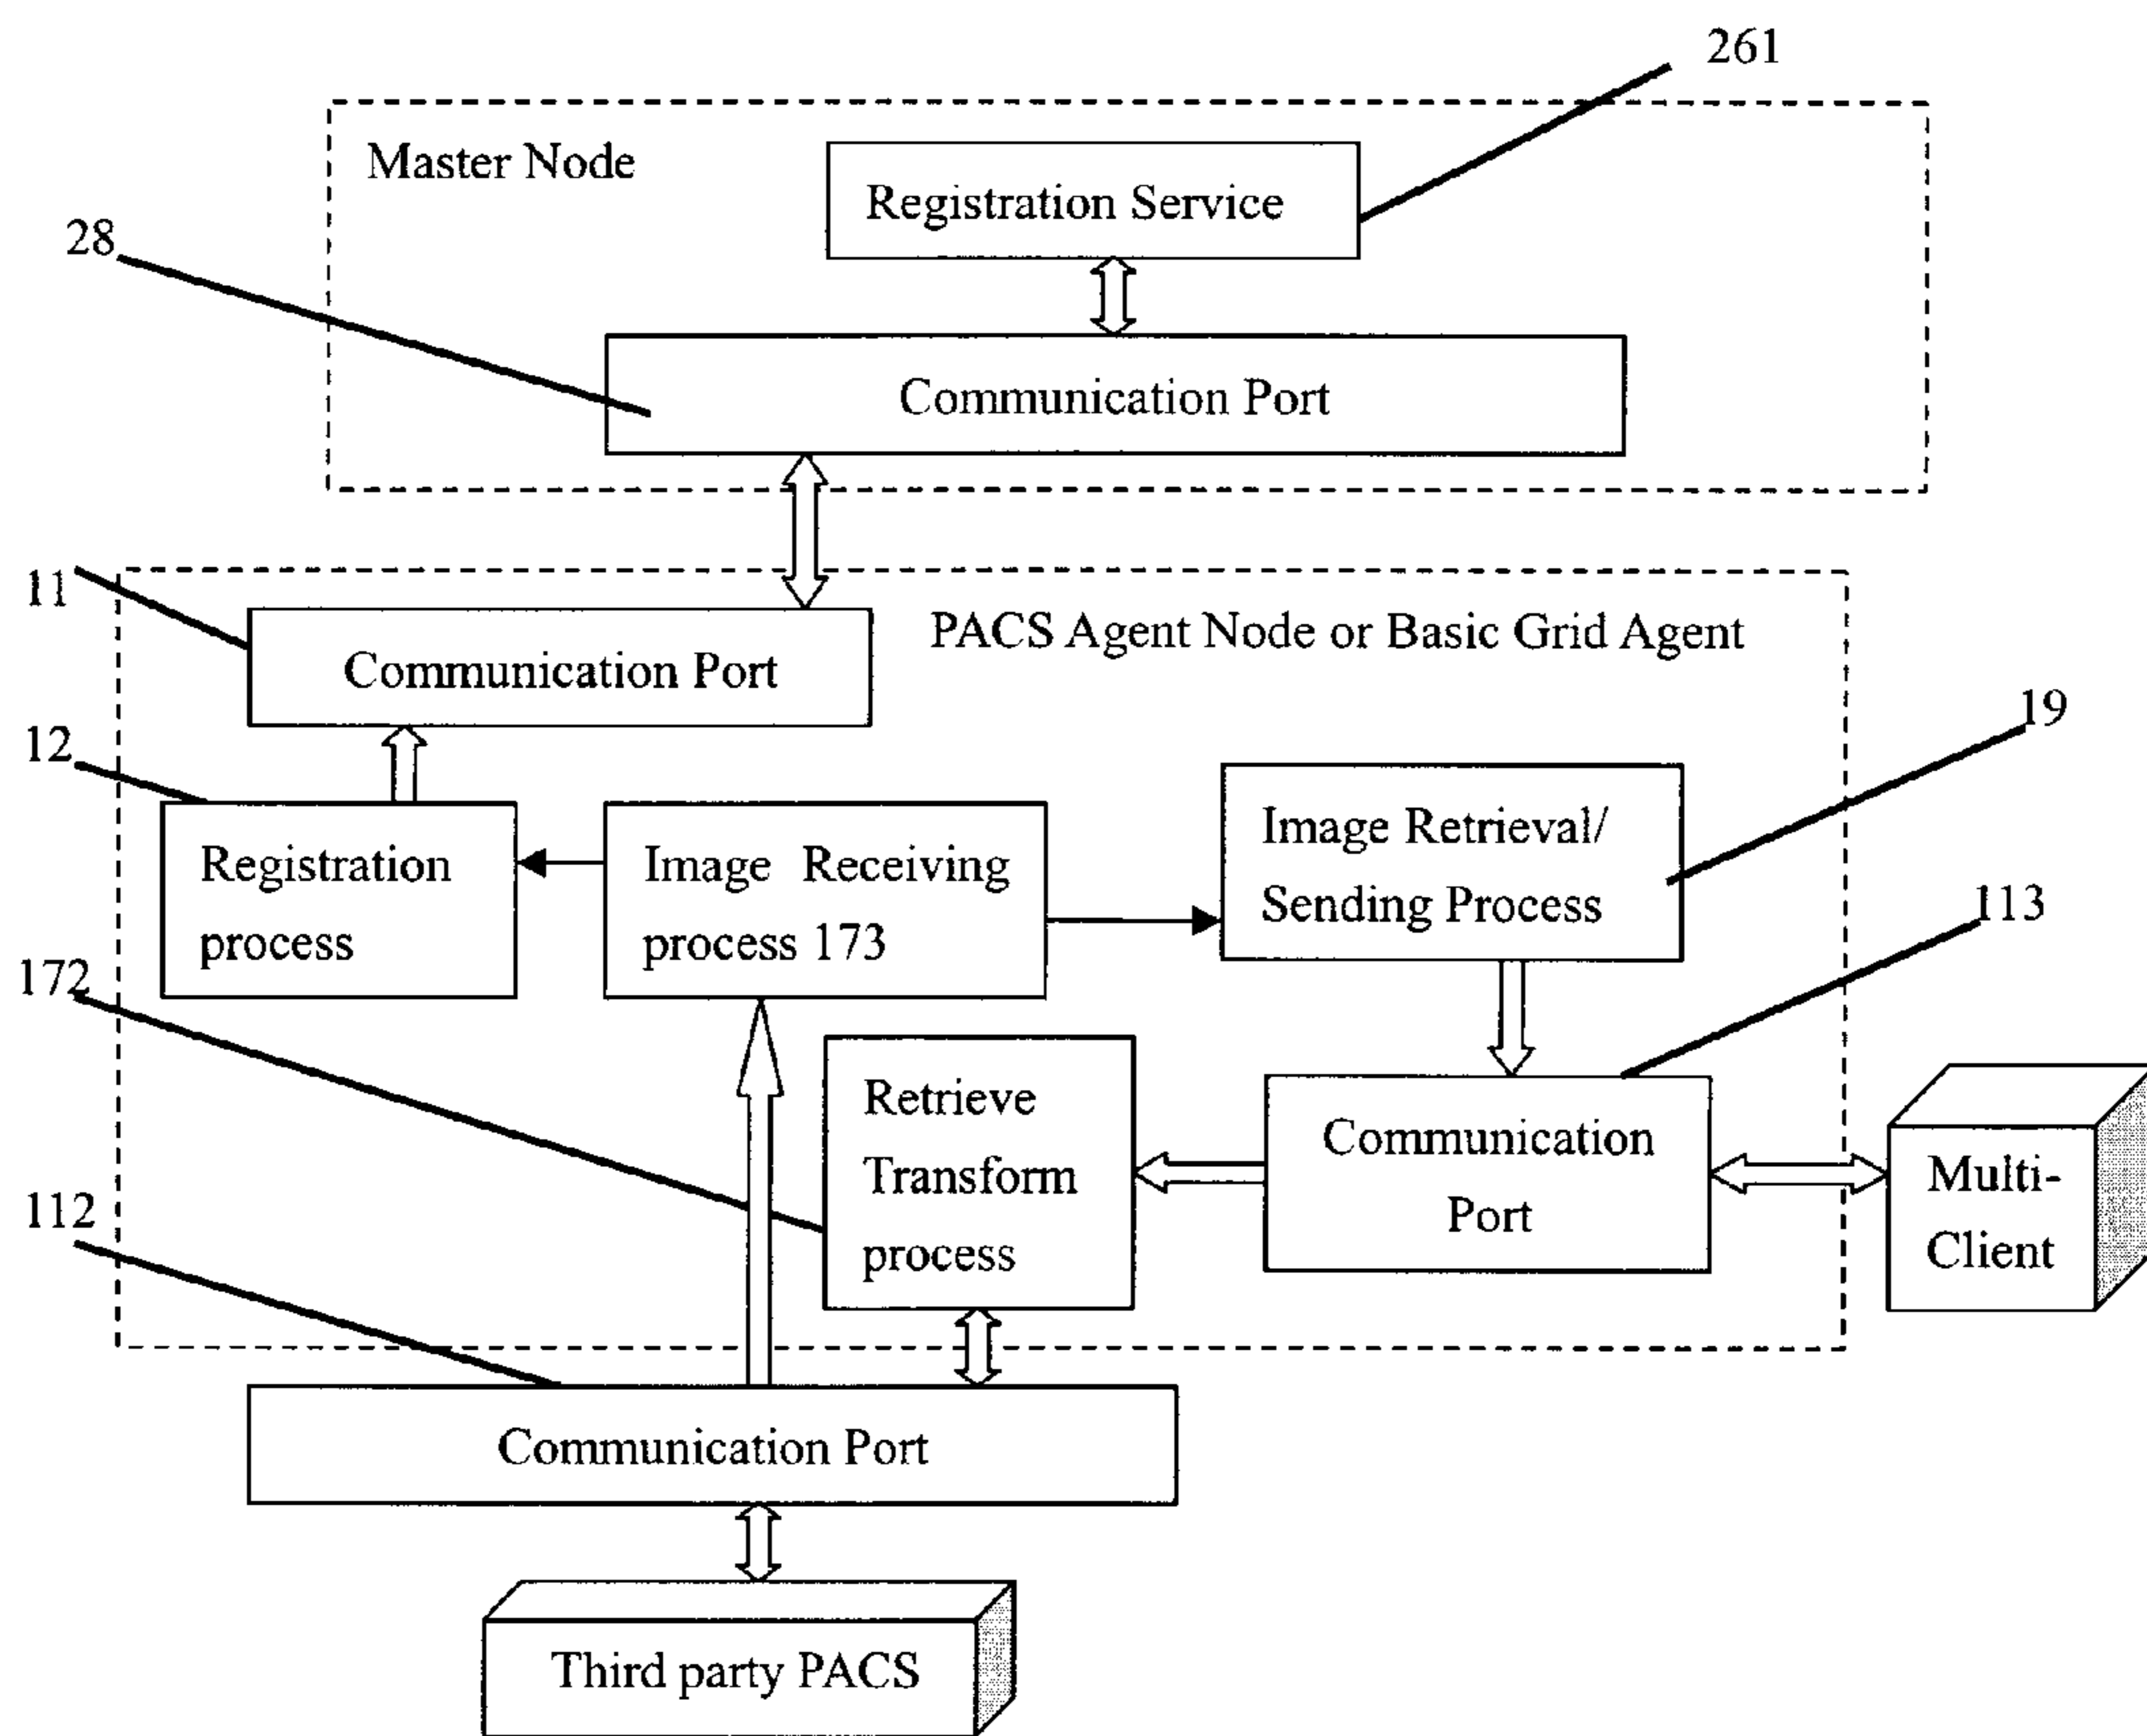 261
Master Node
Registration Service
28
Communication Port
11
PACS Agent Node or Basic Grid Agent
Communication Port
19
12
Image Retrieval/
Sending Process
Registration
process
Image Receiving
process 173
113
172
Retrieve
Transform
process
Communication
Port
Multi-
Client
112
Communication Port
Third party PACS